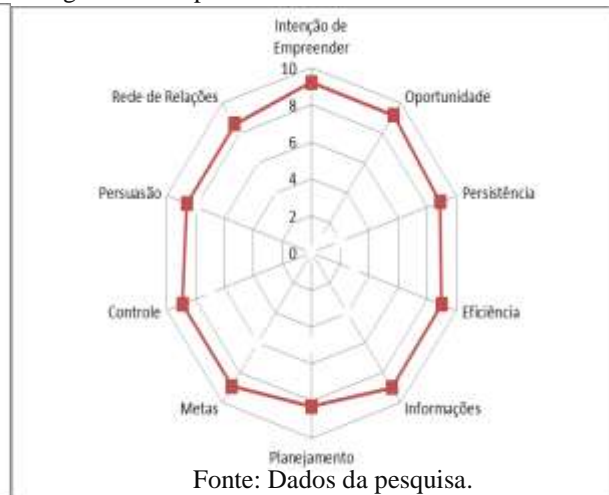 Intenção de
Empreender
10
Rede de Relações
Oportunidade
8
6
Persuasão
4
Persistência
2
0
Controle
Eficiência
Metas
Informações
Planejamento
Fonte: Dados da pesquisa.